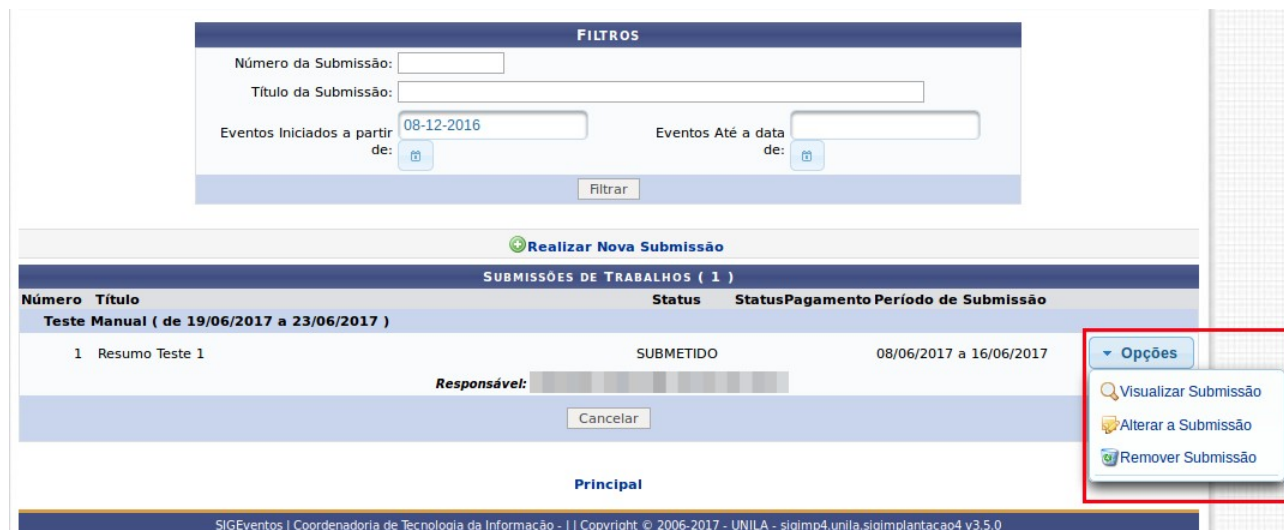 FILTROS
Número da Submissão:
Título da Submissão:
Eventos Iniciados a partir de: 08-12-2016 Eventos Até a data de:
Filtrar
Realizar Nova Submissão
SUBMISSÕES DE TRABALHOS ( 1 )
Número Título Status StatusPagamento Período de Submissão
Teste Manual ( de 19/06/2017 a 23/06/2017 )
1 Resumo Teste 1 SUBMETIDO 08/06/2017 a 16/06/2017 Opções
Responsável:
Visualizar Submissão
Cancelar
Alterar a Submissão
Remover Submissão
Principal
SIGEventos | Coordenadoria de Tecnologia da Informação - | | Copyright © 2006-2017 - UNILA - sigimp4.unila.sigimplantacao4 v3.5.0